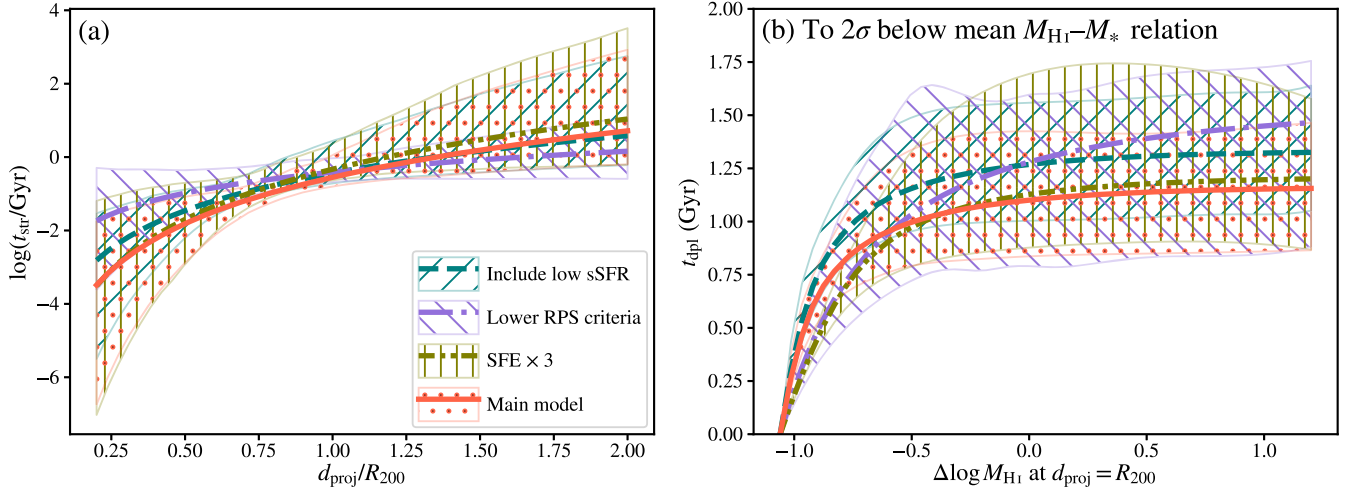 (a)
log(t_str/Gyr)
4
2
0
−2
−4
−6
Include low sSFR
Lower RPS criteria
SFE × 3
Main model
0.25 0.50 0.75 1.00 1.25 1.50 1.75 2.00
d_proj/R_200
(b) To 2σ below mean M_HI–M_* relation
t_dpl (Gyr)
2.00
1.75
1.50
1.25
1.00
0.75
0.50
0.25
0.00
−1.0 −0.5 0.0 0.5 1.0
Δlog M_HI at d_proj = R_200